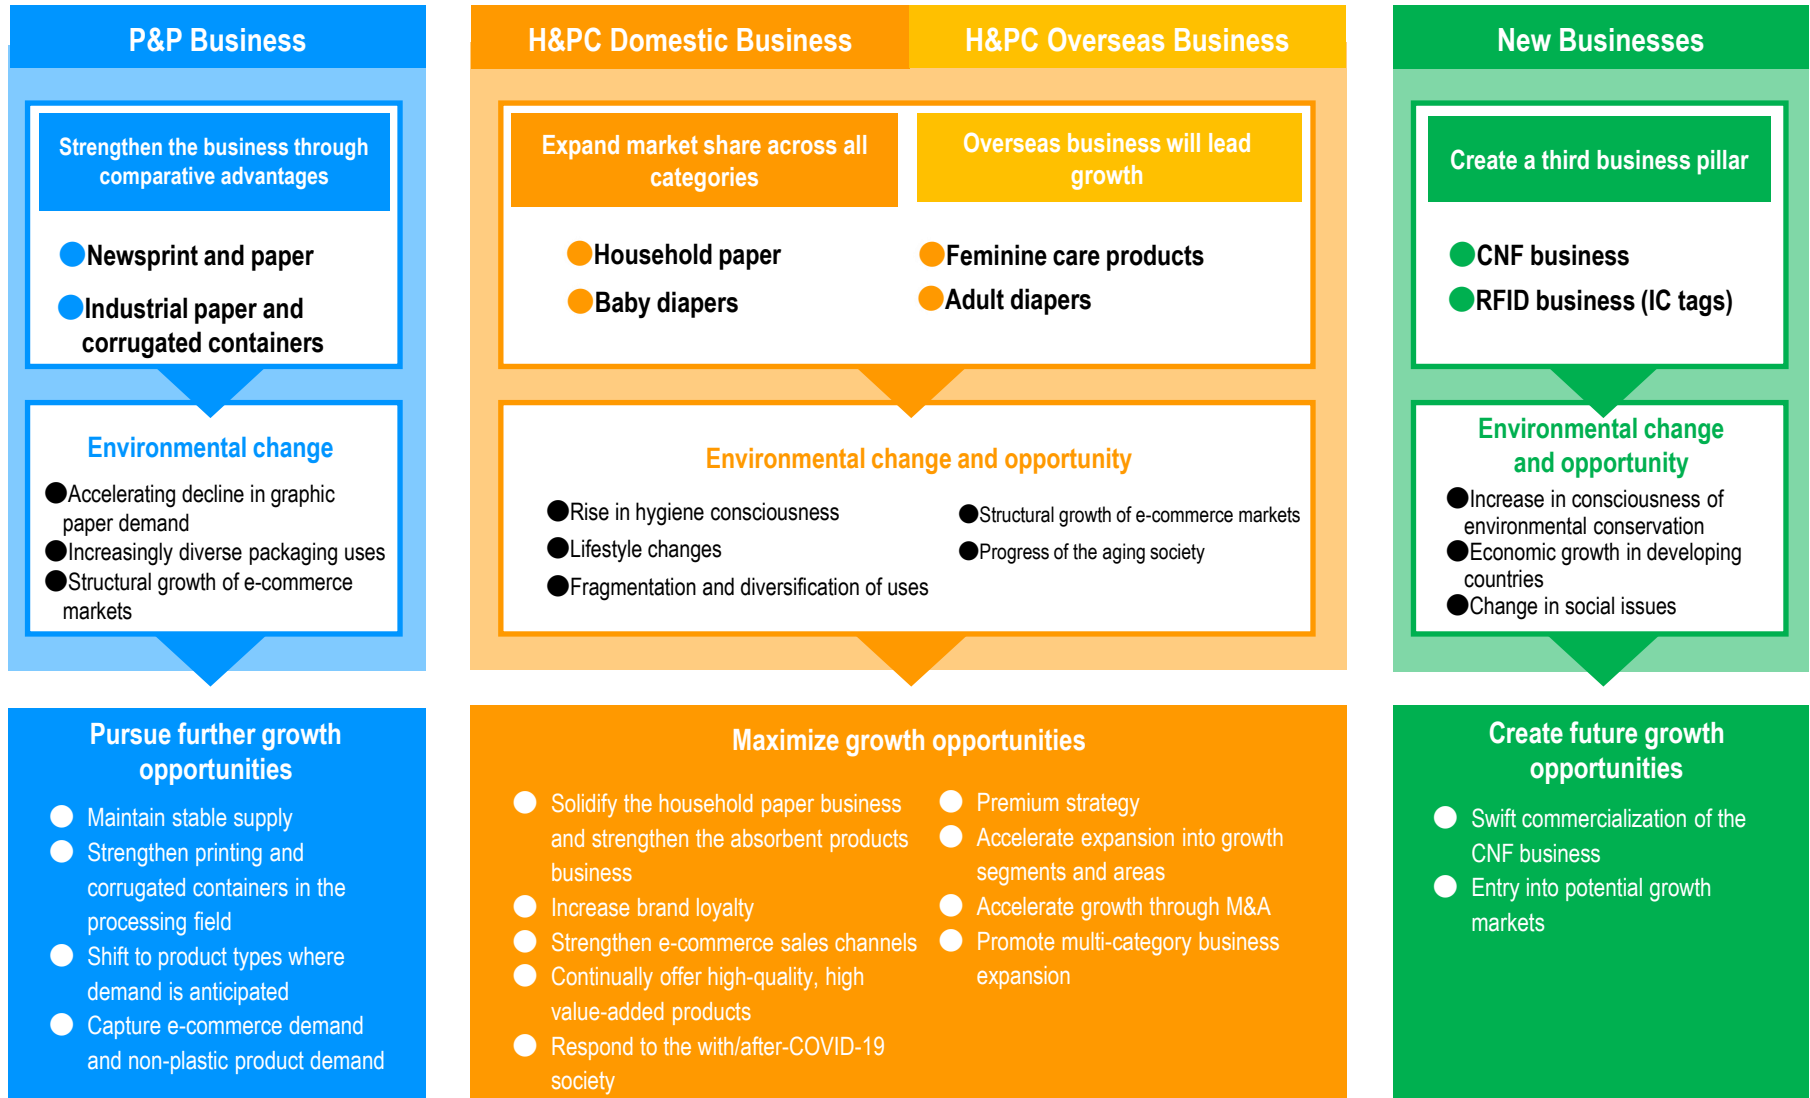 P&P Business
Strengthen the business through
comparative advantages
●Newsprint and paper
●Industrial paper and
corrugated containers
Environmental change
●Accelerating decline in graphic
paper demand
●Increasingly diverse packaging uses
●Structural growth of e-commerce
markets
Pursue further growth
opportunities
● Maintain stable supply
● Strengthen printing and
corrugated containers in the
processing field
● Shift to product types where
demand is anticipated
● Capture e-commerce demand
and non-plastic product demand
H&PC Domestic Business
H&PC Overseas Business
Expand market share across all
categories
Overseas business will lead
growth
●Household paper
●Baby diapers
●Feminine care products
●Adult diapers
Environmental change and opportunity
●Rise in hygiene consciousness
●Lifestyle changes
●Fragmentation and diversification of uses
●Structural growth of e-commerce markets
●Progress of the aging society
Maximize growth opportunities
● Solidify the household paper business
and strengthen the absorbent products
business
● Increase brand loyalty
● Strengthen e-commerce sales channels
● Continually offer high-quality, high
value-added products
● Respond to the with/after-COVID-19
society
● Premium strategy
● Accelerate expansion into growth
segments and areas
● Accelerate growth through M&A
● Promote multi-category business
expansion
New Businesses
Create a third business pillar
●CNF business
●RFID business (IC tags)
Environmental change
and opportunity
●Increase in consciousness of
environmental conservation
●Economic growth in developing
countries
●Change in social issues
Create future growth
opportunities
● Swift commercialization of the
CNF business
● Entry into potential growth
markets